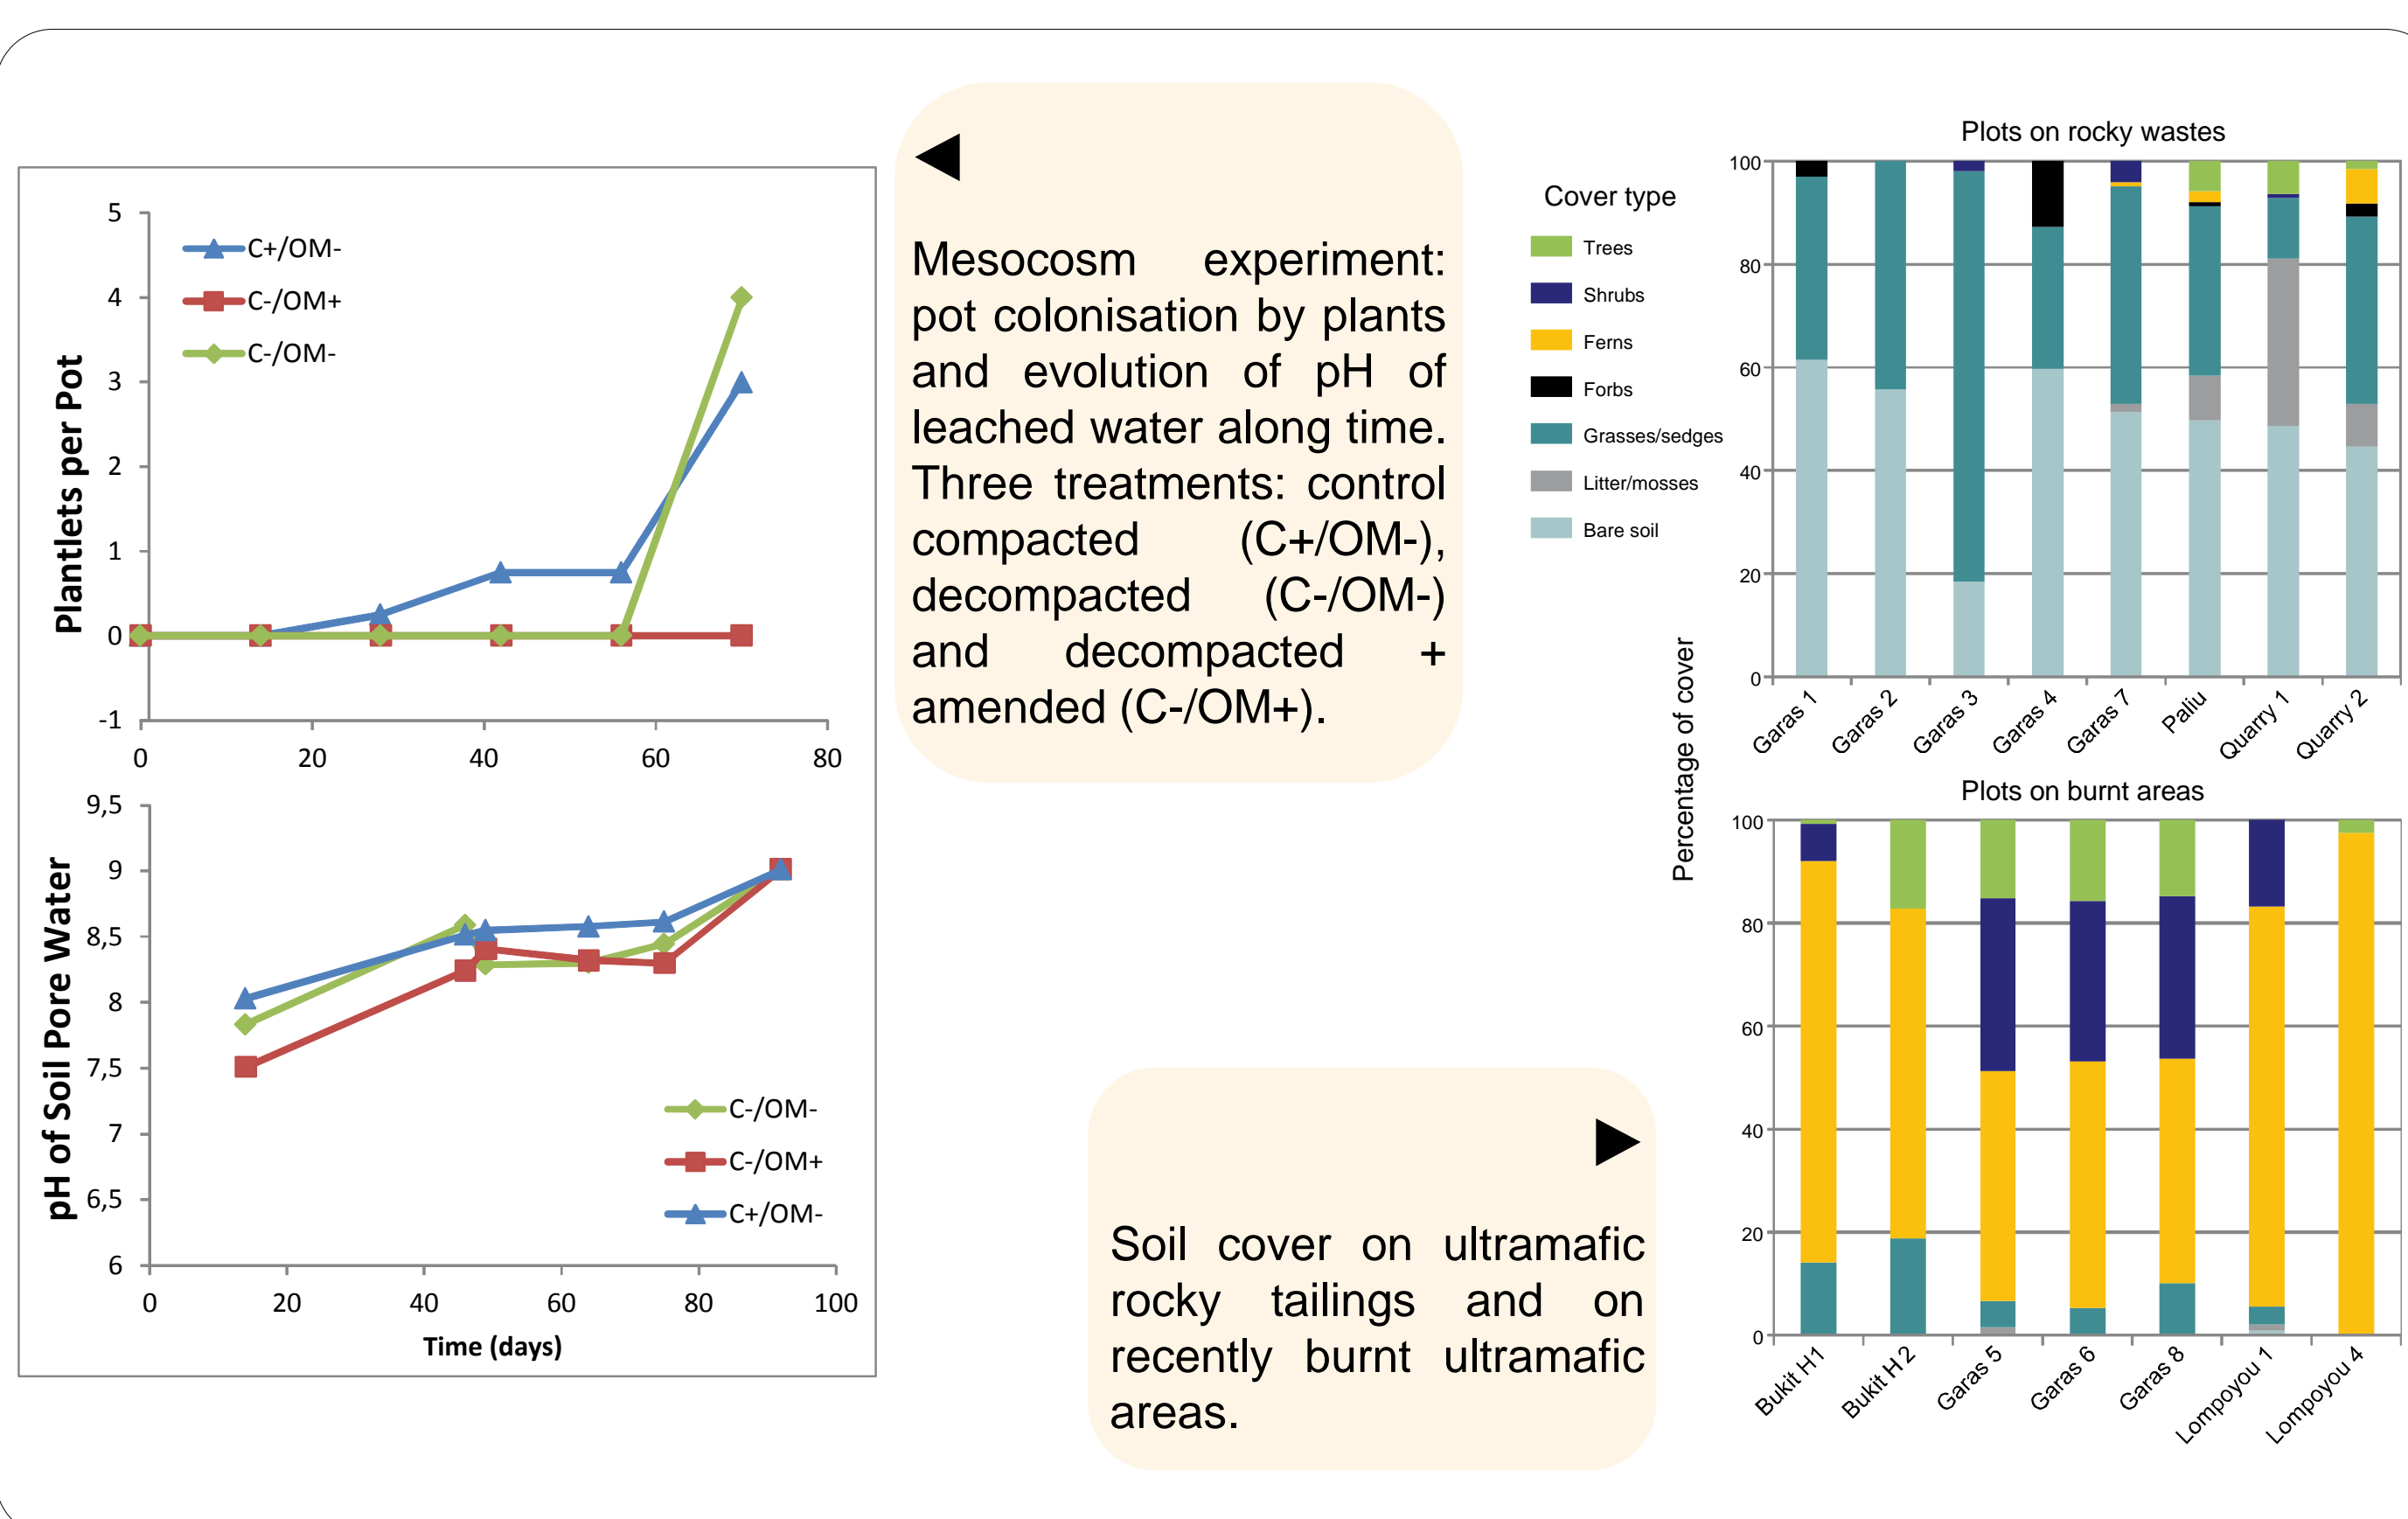 5
4
3
2
1
0
-1
Plantlets per Pot
C+/OM-
C-/OM+
C-/OM-
0 20 40 60 80
9,5
9
8,5
8
7,5
7
6,5
6
pH of Soil Pore Water
C-/OM-
C-/OM+
C+/OM-
0 20 40 60 80 100
Time (days)
Mesocosm experiment:
pot colonisation by plants
and evolution of pH of
leached water along time.
Three treatments: control
compacted (C+/OM-),
decompacted (C-/OM-)
and decompacted +
amended (C-/OM+).
Soil cover on ultramafic
rocky tailings and on
recently burnt ultramafic
areas.
Cover type
Trees
Shrubs
Ferns
Forbs
Grasses/sedges
Litter/mosses
Bare soil
Percentage of cover
Plots on rocky wastes
100
80
60
40
20
0
Garas 1
Garas 2
Garas 3
Garas 4
Garas 7
Paliu
Quarry 1
Quarry 2
Plots on burnt areas
100
80
60
40
20
0
Bukit H1
Bukit H 2
Garas 5
Garas 6
Garas 8
Lompoyou 1
Lompoyou 4